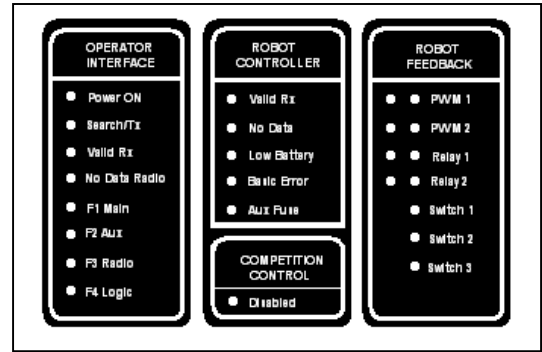 OPERATOR
INTERFACE
Power ON
Search/Tx
Valid Rx
No Data Radio
F1 Main
F2 Aux
F3 Radio
F4 Logic
ROBOT
CONTROLLER
Valid Rx
No Data
Low Battery
Basic Error
Aux Fuse
COMPETITION
CONTROL
Disabled
ROBOT
FEEDBACK
PWM 1
PWM 2
Relay 1
Relay 2
Switch 1
Switch 2
Switch 3